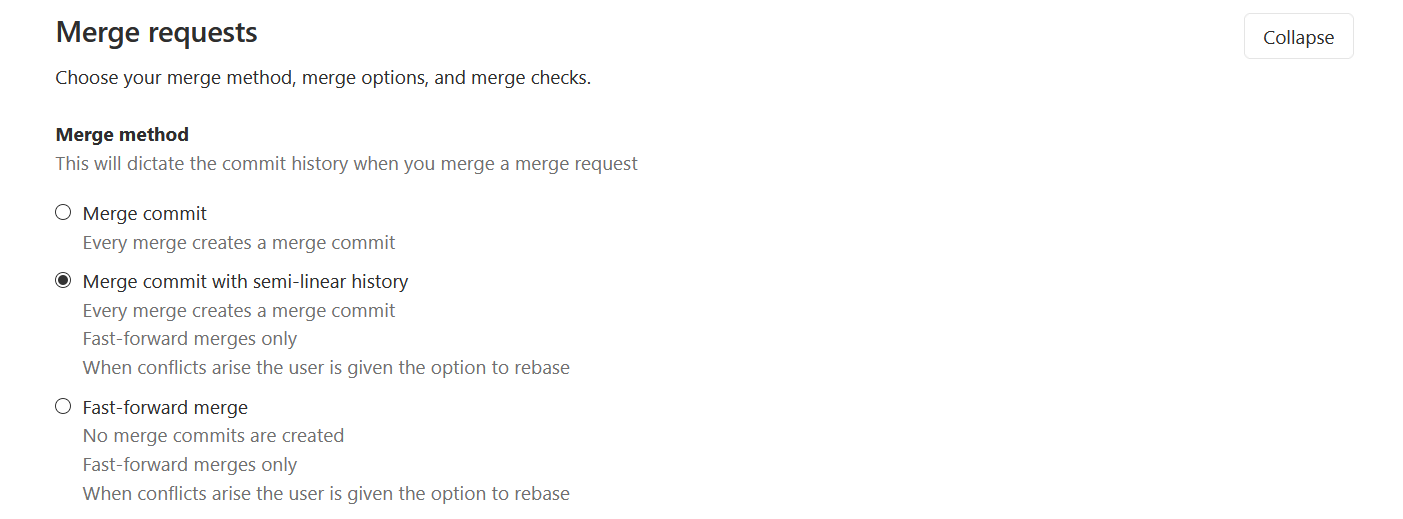 Merge requests
Collapse
Choose your merge method, merge options, and merge checks.
Merge method
This will dictate the commit history when you merge a merge request
Merge commit
Every merge creates a merge commit
Merge commit with semi-linear history
Every merge creates a merge commit
Fast-forward merges only
When conflicts arise the user is given the option to rebase
Fast-forward merge
No merge commits are created
Fast-forward merges only
When conflicts arise the user is given the option to rebase